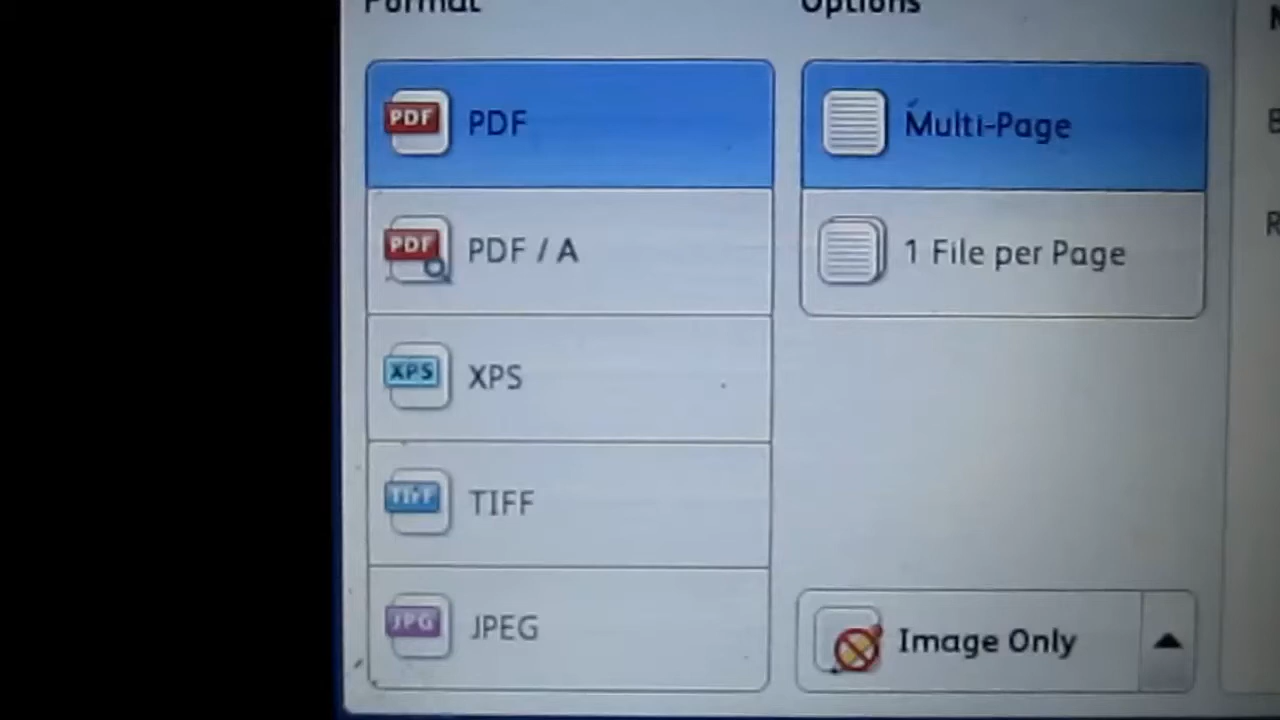 Format
Options
PDF PDF
Multi-Page
PDF PDF / A
1 File per Page
XPS XPS
TIFF TIFF
JPG JPEG
Image Only